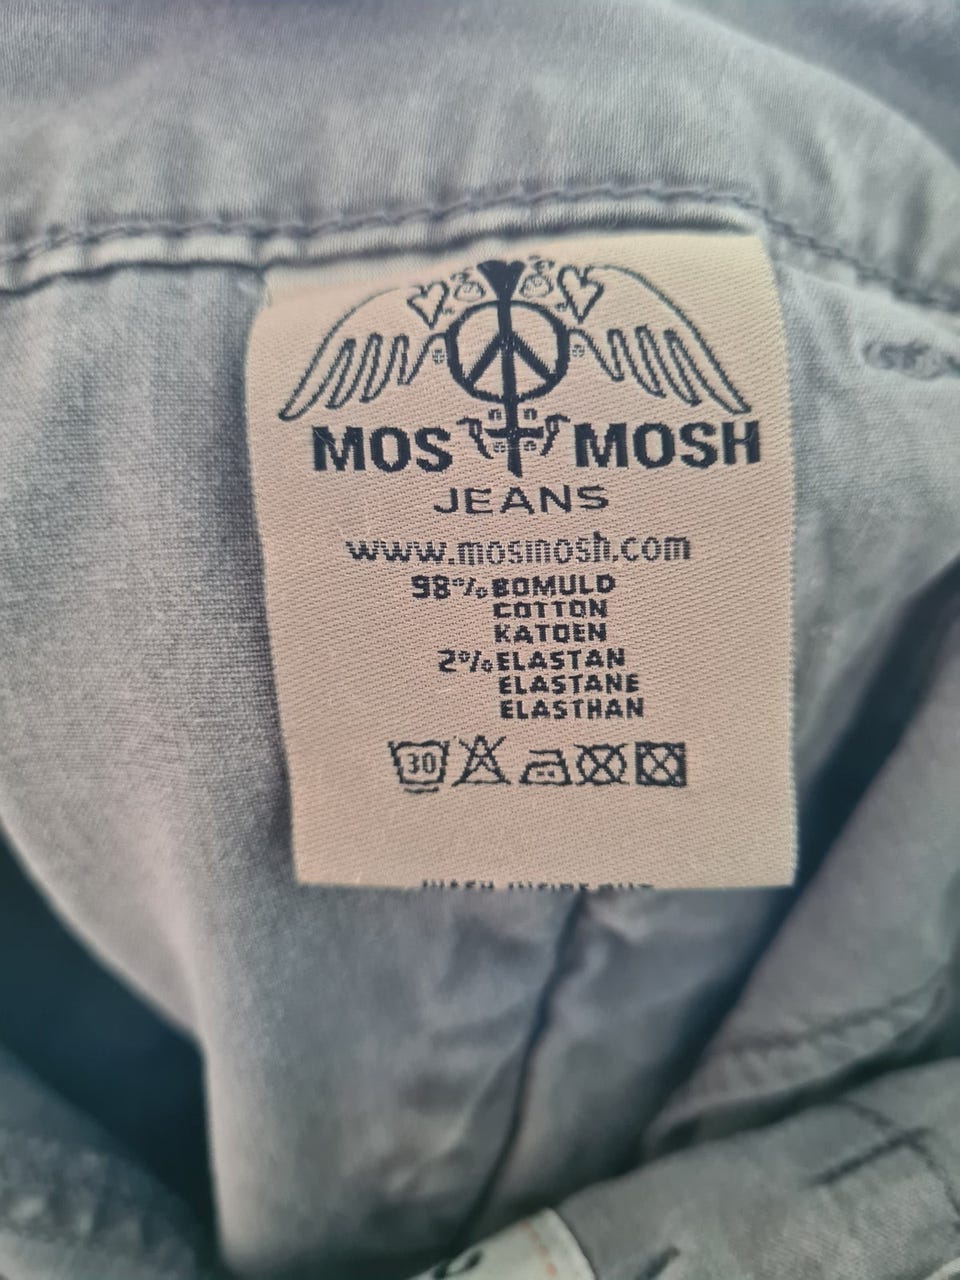 MOS MOSH
JEANS
www.mosmosh.com
98% BOMULD
COTTON
KATOEN
2% ELASTAN
ELASTANE
ELASTHAN
30